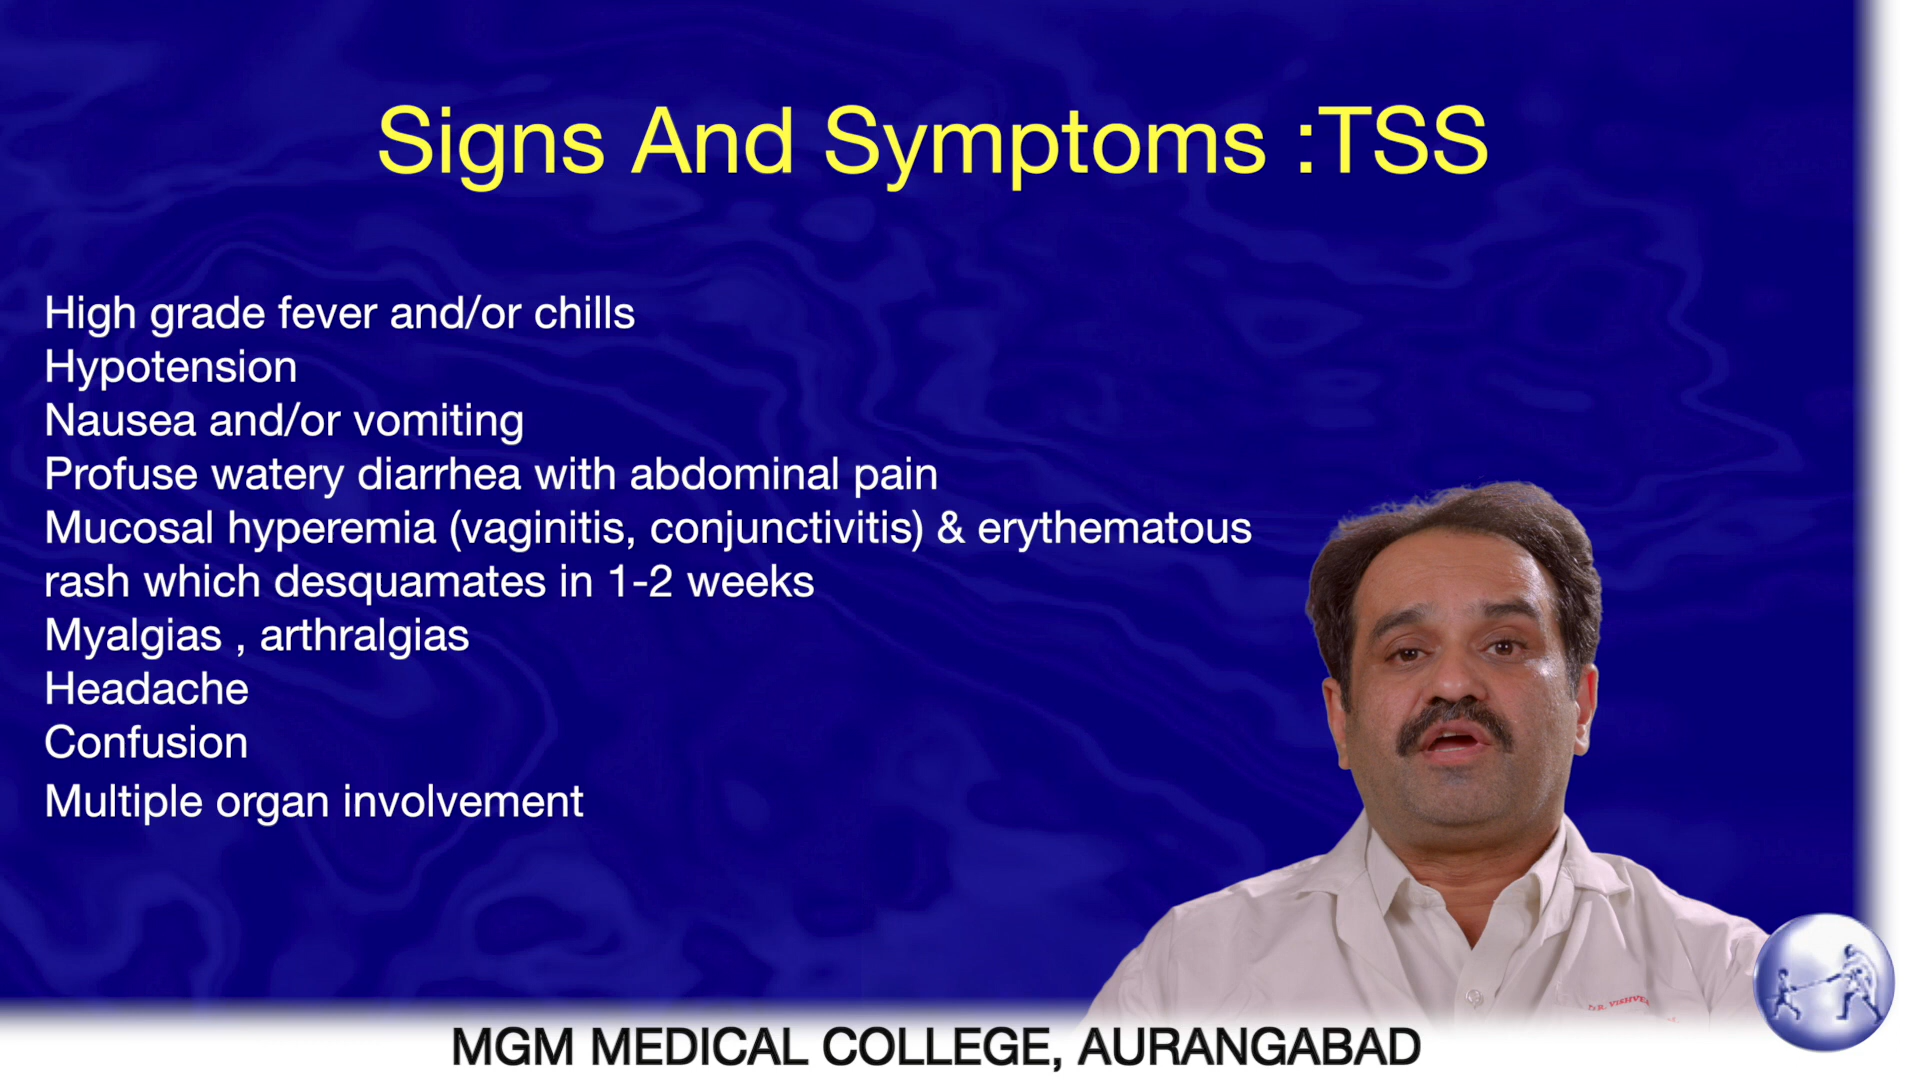 Signs And Symptoms :TSS
High grade fever and/or chills
Hypotension
Nausea and/or vomiting
Profuse watery diarrhea with abdominal pain
Mucosal hyperemia (vaginitis, conjunctivitis) & erythematous
rash which desquamates in 1-2 weeks
Myalgias , arthralgias
Headache
Confusion
Multiple organ involvement
DR.
MGM MEDICAL COLLEGE, AURANGABAD